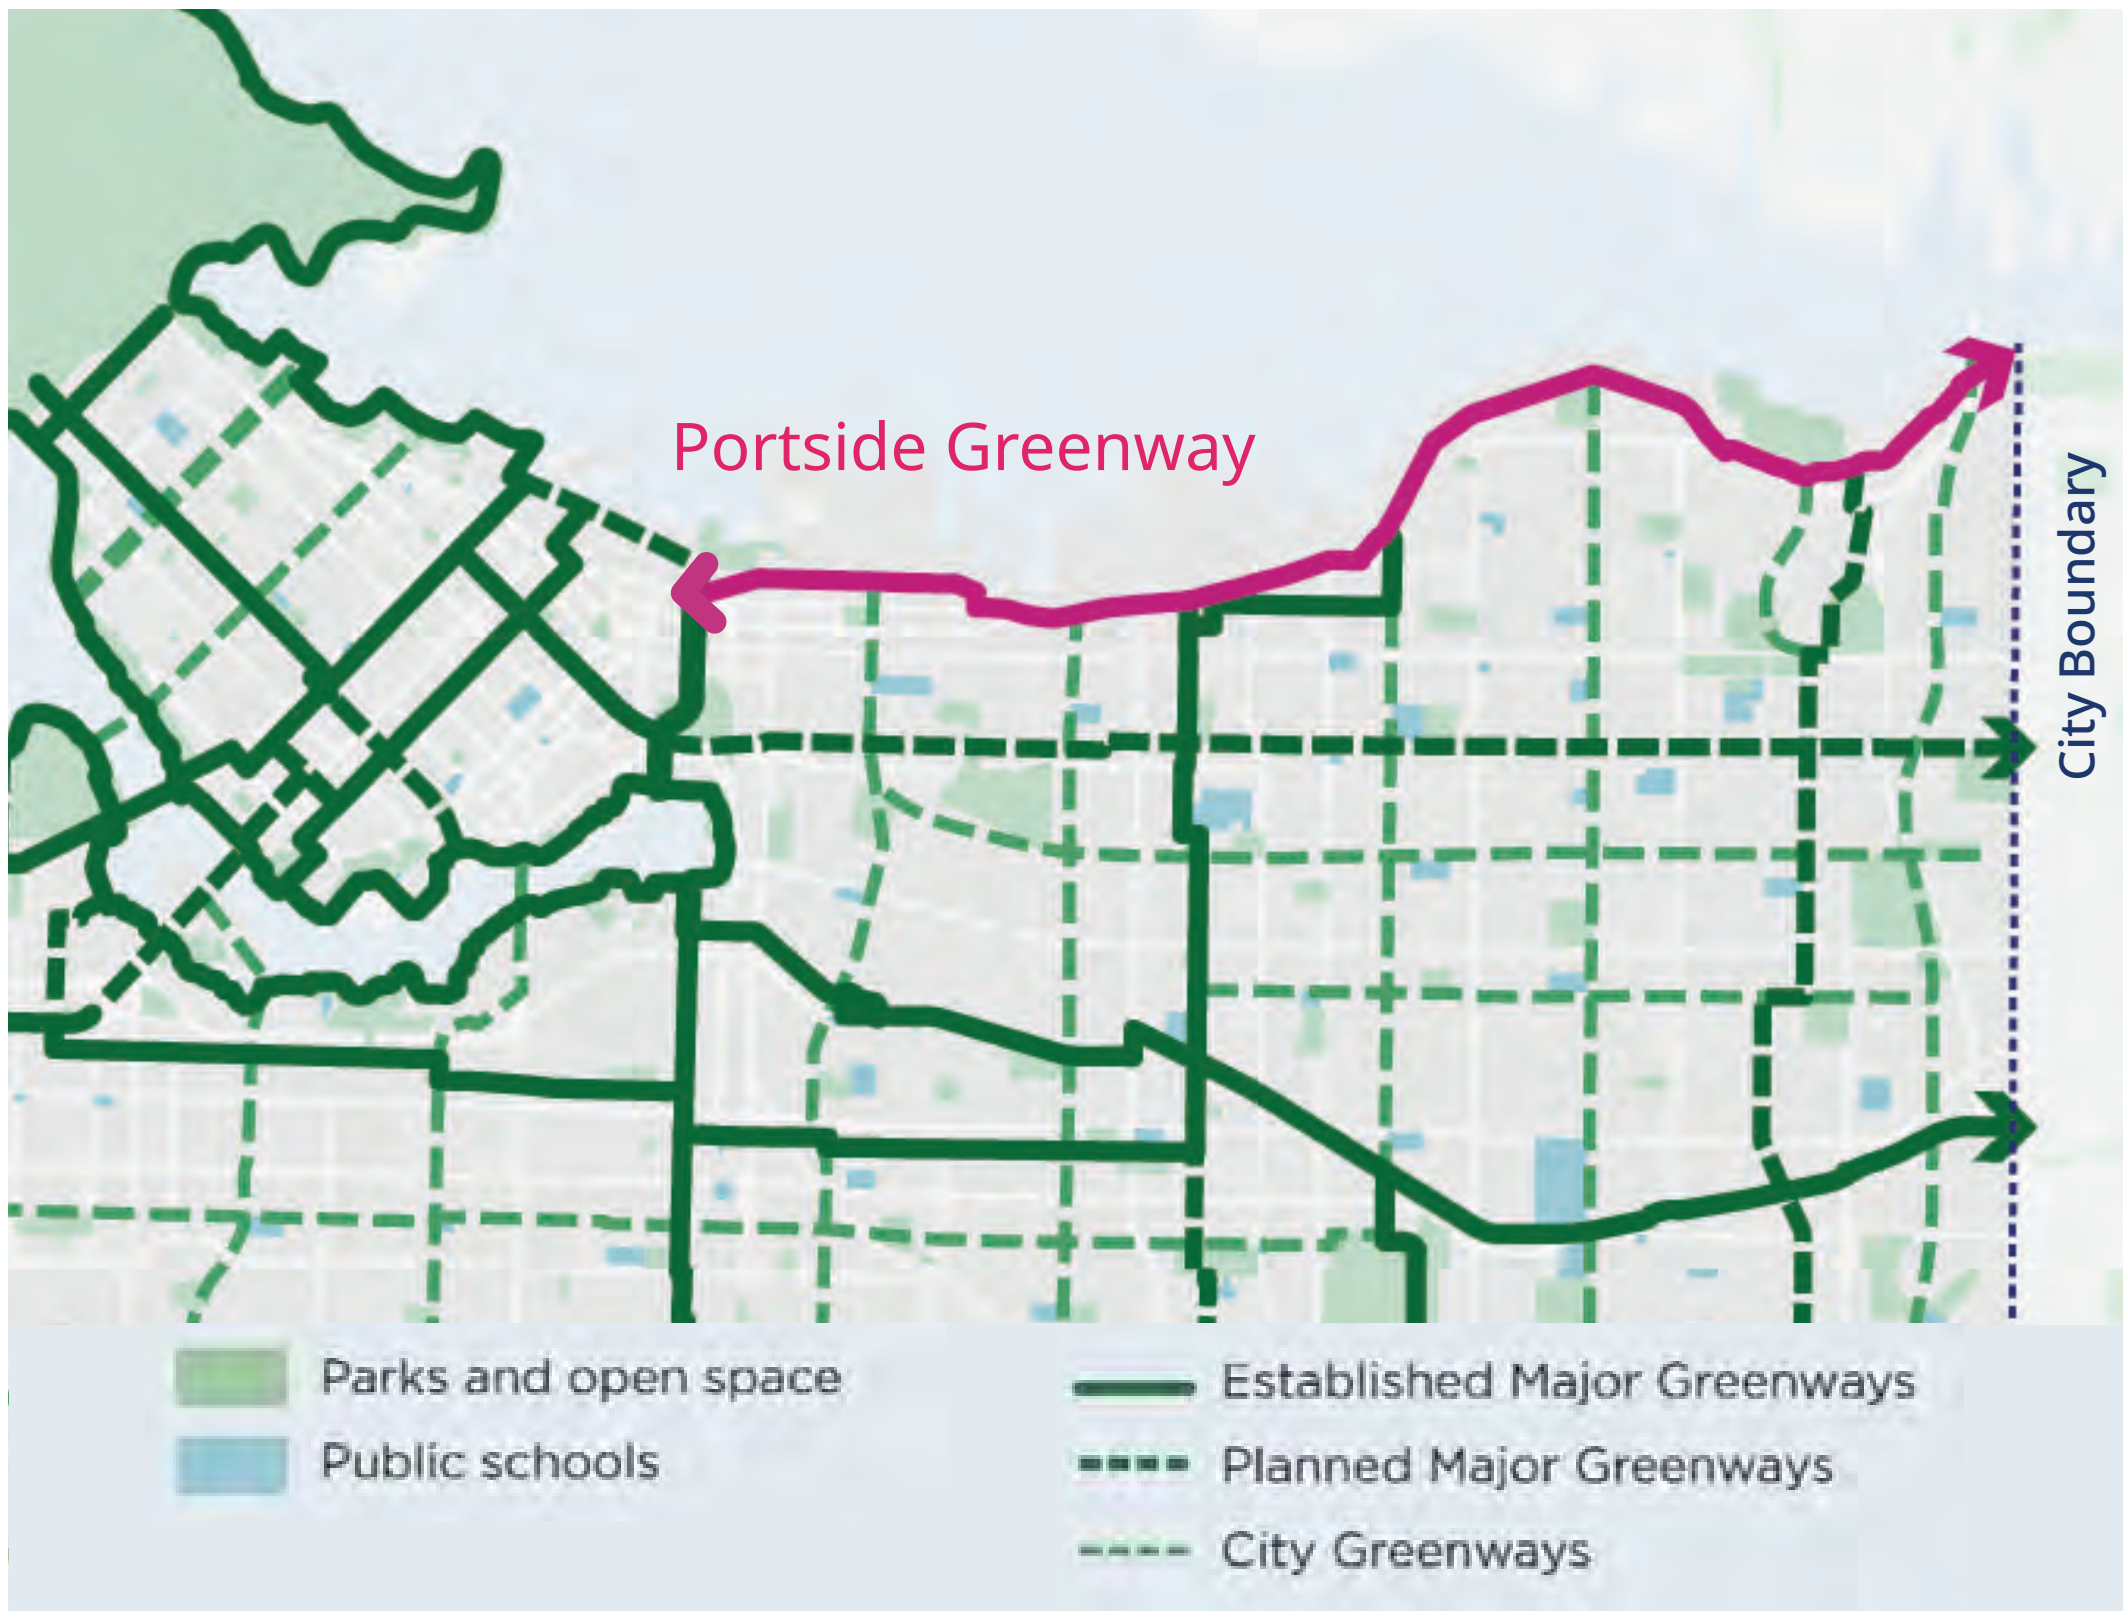 Portside Greenway
City Boundary
Parks and open space
Public schools
Established Major Greenways
Planned Major Greenways
City Greenways